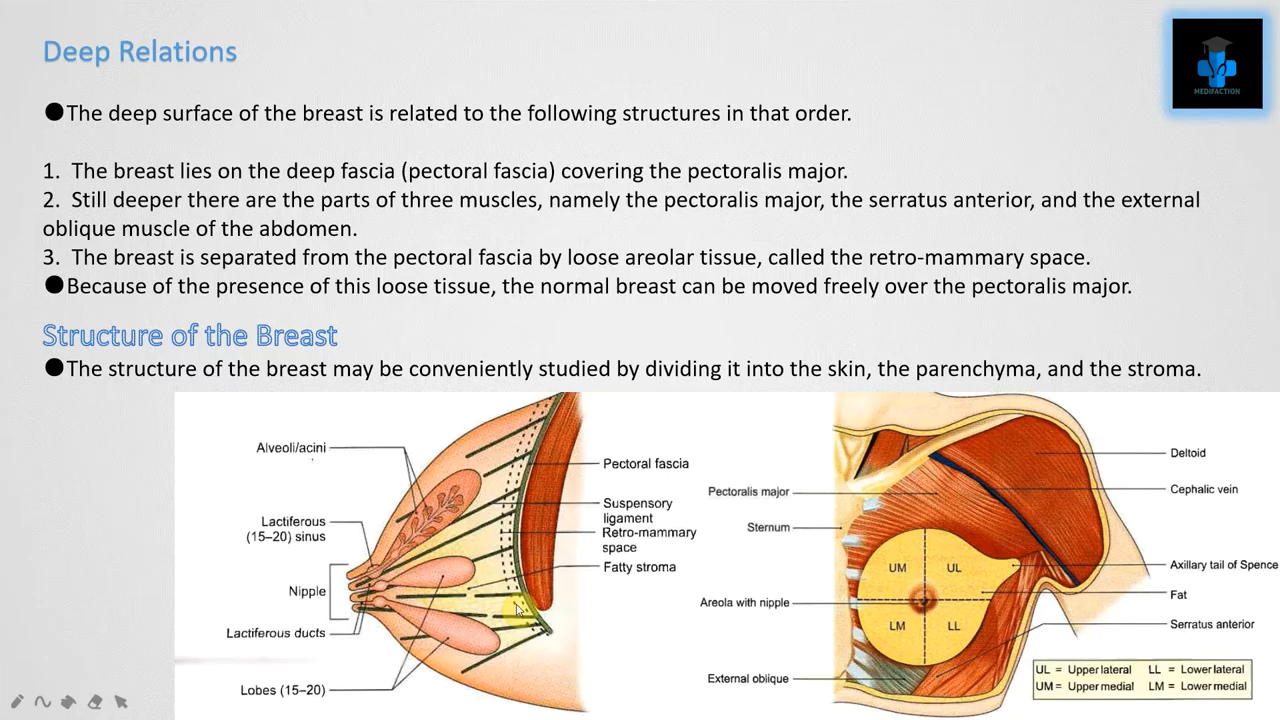 Deep Relations
MEDIFACTION
●The deep surface of the breast is related to the following structures in that order.
1. The breast lies on the deep fascia (pectoral fascia) covering the pectoralis major.
2. Still deeper there are the parts of three muscles, namely the pectoralis major, the serratus anterior, and the external
oblique muscle of the abdomen.
3. The breast is separated from the pectoral fascia by loose areolar tissue, called the retro-mammary space.
●Because of the presence of this loose tissue, the normal breast can be moved freely over the pectoralis major.
Structure of the Breast
●The structure of the breast may be conveniently studied by dividing it into the skin, the parenchyma, and the stroma.
Alveoli/acini
Lactiferous
(15–20) sinus
Nipple
Lactiferous ducts
Lobes (15–20)
Pectoral fascia
Suspensory
ligament
Retro-mammary
space
Fatty stroma
Pectoralis major
Sternum
Areola with nipple
External oblique
UM
UL
LM
LL
Deltoid
Cephalic vein
Axillary tail of Spence
Fat
Serratus anterior
UL = Upper lateral LL = Lower lateral
UM = Upper medial LM = Lower medial